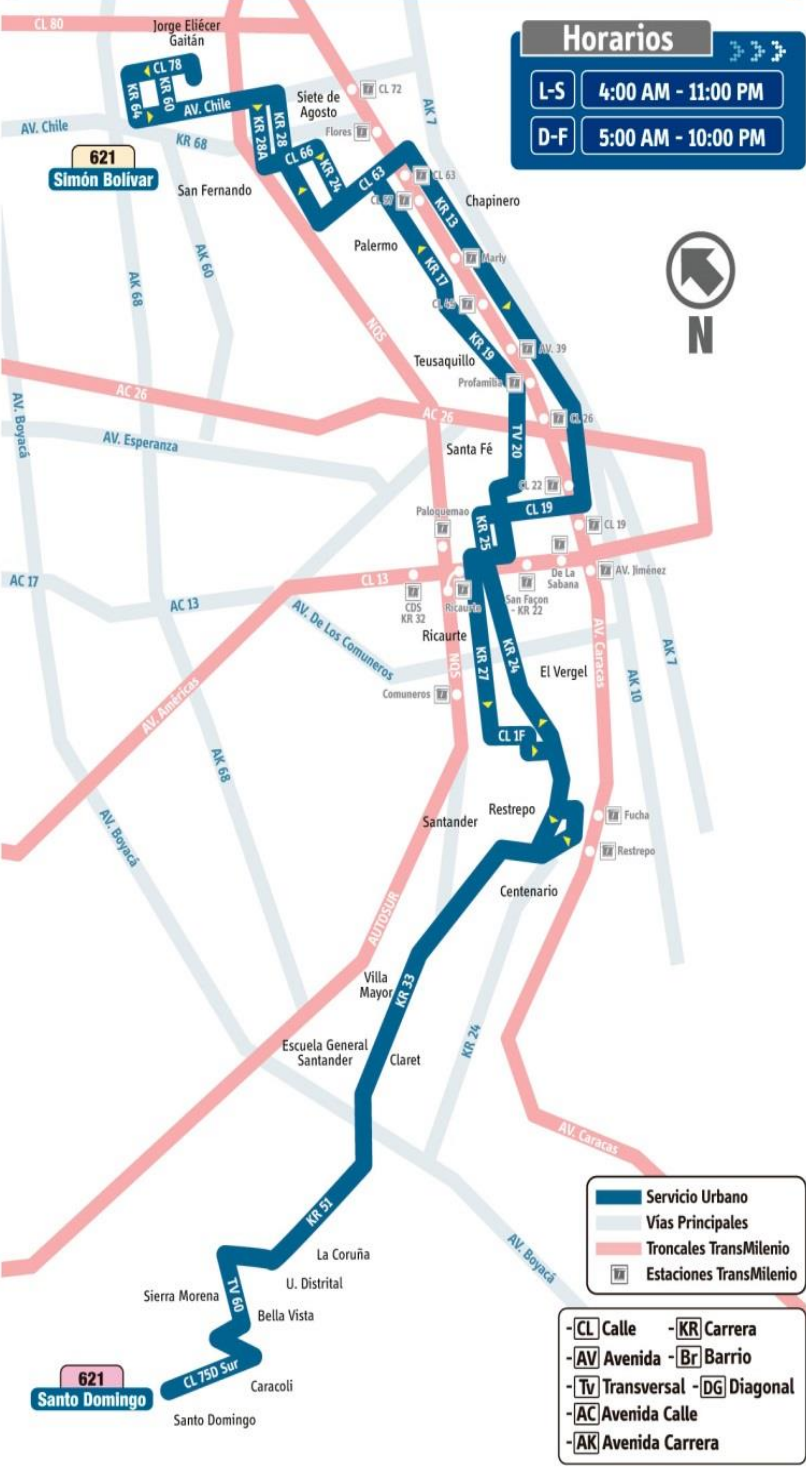 CL 80
Jorge Eliécer
Gaitán
Horarios
L-S
4:00 AM - 11:00 PM
D-F
5:00 AM - 10:00 PM
CL 78
KR 64
KR 60
AV. Chile
AV. Chile
KR 68
KR 28A
KR 28
CL 66
KR 24
Siete de
Agosto
CL 72
AK 7
Flores
621
Simón Bolívar
San Fernando
CL 63
CL 63
CL 57
KR 13
Chapinero
Palermo
KR 17
Marly
AK 60
AK 68
CL 45
N
NQS
KR 19
AV. 39
Teusaquillo
Profamilia
AC 26
AC 26
CL 26
AV. Boyacá
AV. Esperanza
Santa Fé
TV 20
CL 22
CL 19
Paloquemao
KR 25
CL 19
AC 17
CL 13
De La
Sabana
AV. Jiménez
AC 13
CDS
KR 32
Ricaurte
San Façon
- KR 22
AV. De Los Comuneros
Ricaurte
AV. Caracas
AK 7
KR 27
KR 24
El Vergel
NQS
AK 10
AV. Américas
Comuneros
CL 1F
AK 68
AV. Boyacá
Santander
Restrepo
Fucha
Restrepo
Centenario
AUTOSUR
Villa
Mayor
KR 33
Escuela General
Santander
Claret
KR 24
AV. Caracas
KR 51
La Coruña
U. Distrital
AV. Boyacá
Sierra Morena
TV 60
Bella Vista
CL 75D Sur
Caracoli
621
Santo Domingo
Santo Domingo
Servicio Urbano
Vías Principales
Troncales TransMilenio
Estaciones TransMilenio
-CL Calle -KR Carrera
-AV Avenida -Br Barrio
-Tv Transversal -DG Diagonal
-AC Avenida Calle
-AK Avenida Carrera